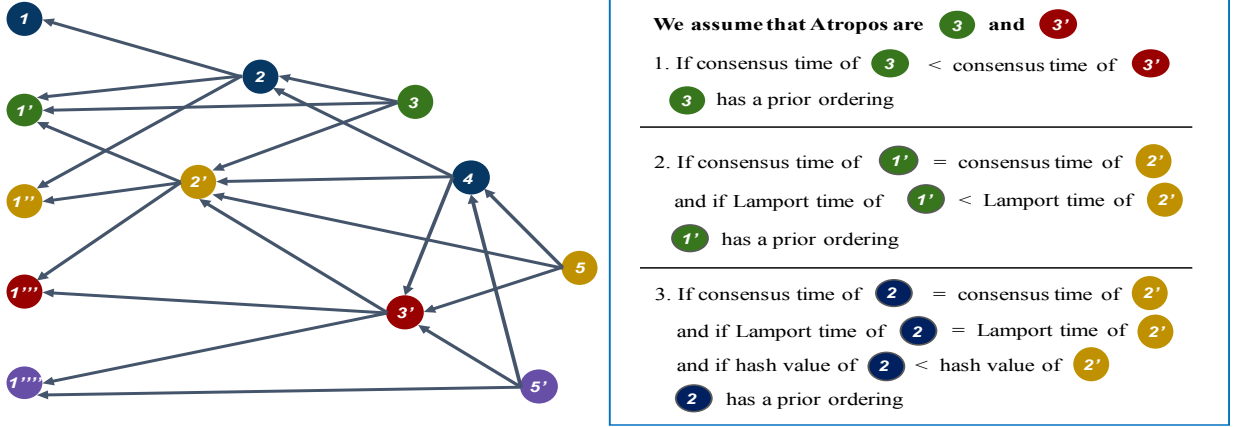 1
2
1'
3
1''
2'
4
5
1'''
3'
1''''
5'
We assume that Atropos are 3 and 3'
1. If consensus time of 3 < consensus time of 3'
3 has a prior ordering
2. If consensus time of 1' = consensus time of 2'
and if Lamport time of 1' < Lamport time of 2'
1' has a prior ordering
3. If consensus time of 2 = consensus time of 2'
and if Lamport time of 2 = Lamport time of 2'
and if hash value of 2 < hash value of 2'
2 has a prior ordering